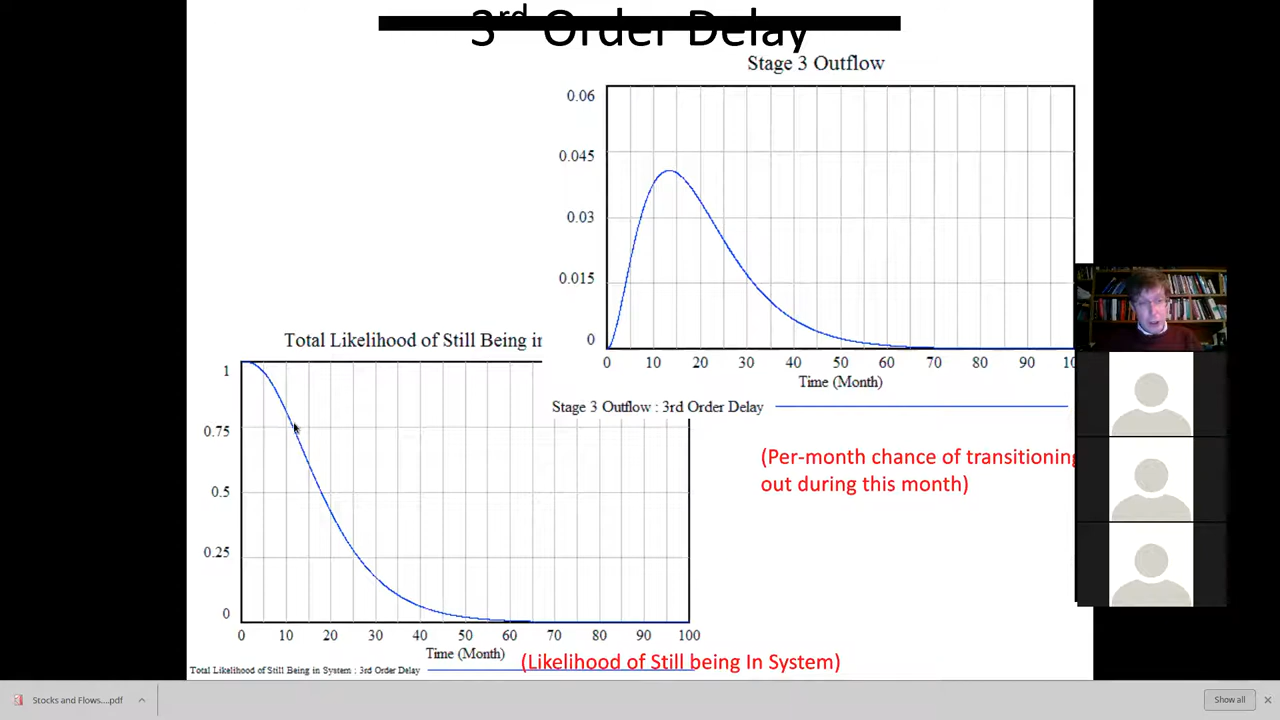 3rd Order Delay
Stage 3 Outflow
0.06
0.045
0.03
0.015
0
0 10 20 30 40 50 60 70 80 90 10
Time (Month)
Stage 3 Outflow : 3rd Order Delay
(Per-month chance of transitioning
out during this month)
Total Likelihood of Still Being in
1
0.75
0.5
0.25
0
0 10 20 30 40 50 60 70 80 90 100
Time (Month)
(Likelihood of Still being In System)
Total Likelihood of Still Being in System : 3rd Order Delay
Stocks and Flows....pdf
Show all